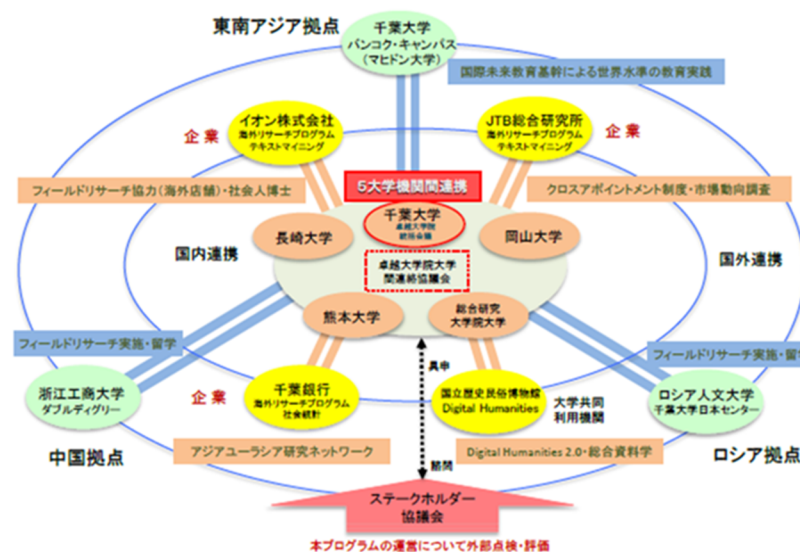 東南アジア拠点
千葉大学
バンコク・キャンパス
(マヒドン大学)
国際未来教育基幹による世界水準の教育実践
企業
イオン株式会社
海外リサーチプログラム
テキストマイニング
JTB総合研究所
海外リサーチプログラム
テキストマイニング
企業
フィールドリサーチ協力(海外店舗)・社会人博士
5大学機関間連携
クロスアポイントメント制度・市場動向調査
千葉大学
卓越大学院
統括会議
長崎大学
岡山大学
国内連携
国外連携
卓越大学院大学
間連絡協議会
熊本大学
総合研究
大学院大学
フィールドリサーチ実施・留学
フィールドリサーチ実施・留学
具申
浙江工商大学
ダブルディグリー
企業
千葉銀行
海外リサーチプログラム
社会統計
国立歴史民俗博物館
Digital Humanities
大学共同
利用機関
ロシア人文大学
千葉大学日本センター
中国拠点
アジアユーラシア研究ネットワーク
諮問
Digital Humanities 2.0・総合資料学
ロシア拠点
ステークホルダー
協議会
本プログラムの運営について外部点検・評価